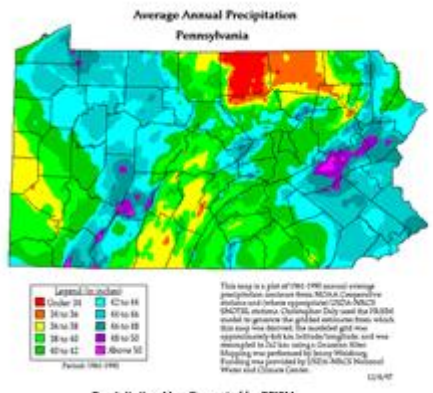 Average Annual Precipitation
Pennsylvania
Legend (in inches)
Under 34
34 to 36
36 to 38
38 to 40
40 to 42
42 to 44
44 to 46
46 to 48
48 to 50
Above 50
Period: 1961-1990
This map is a plot of 1961-1990 annual average
precipitation contours from NOAA Cooperative
stations and (where appropriate) USDA-NRCS
SNOTEL stations. Christopher Daly used the PRISM
model to generate the gridded estimates from which
this map was derived; the modeled grid was
approximately 4x4 km latitude/longitude, and was
resampled to 2x2 km using a Gaussian filter.
Mapping was performed by Jenny Weisburg.
Funding was provided by USDA-NRCS National
Water and Climate Center.
12/6/97